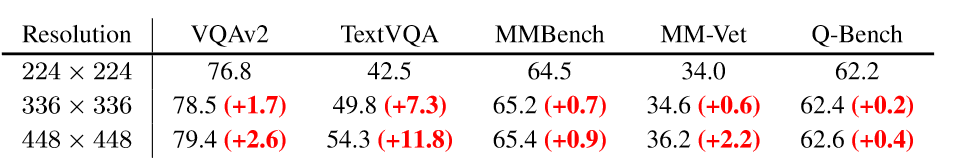 Resolution VQAv2 TextVQA MMBench MM-Vet Q-Bench
224 × 224 76.8 42.5 64.5 34.0 62.2
336 × 336 78.5 (+1.7) 49.8 (+7.3) 65.2 (+0.7) 34.6 (+0.6) 62.4 (+0.2)
448 × 448 79.4 (+2.6) 54.3 (+11.8) 65.4 (+0.9) 36.2 (+2.2) 62.6 (+0.4)